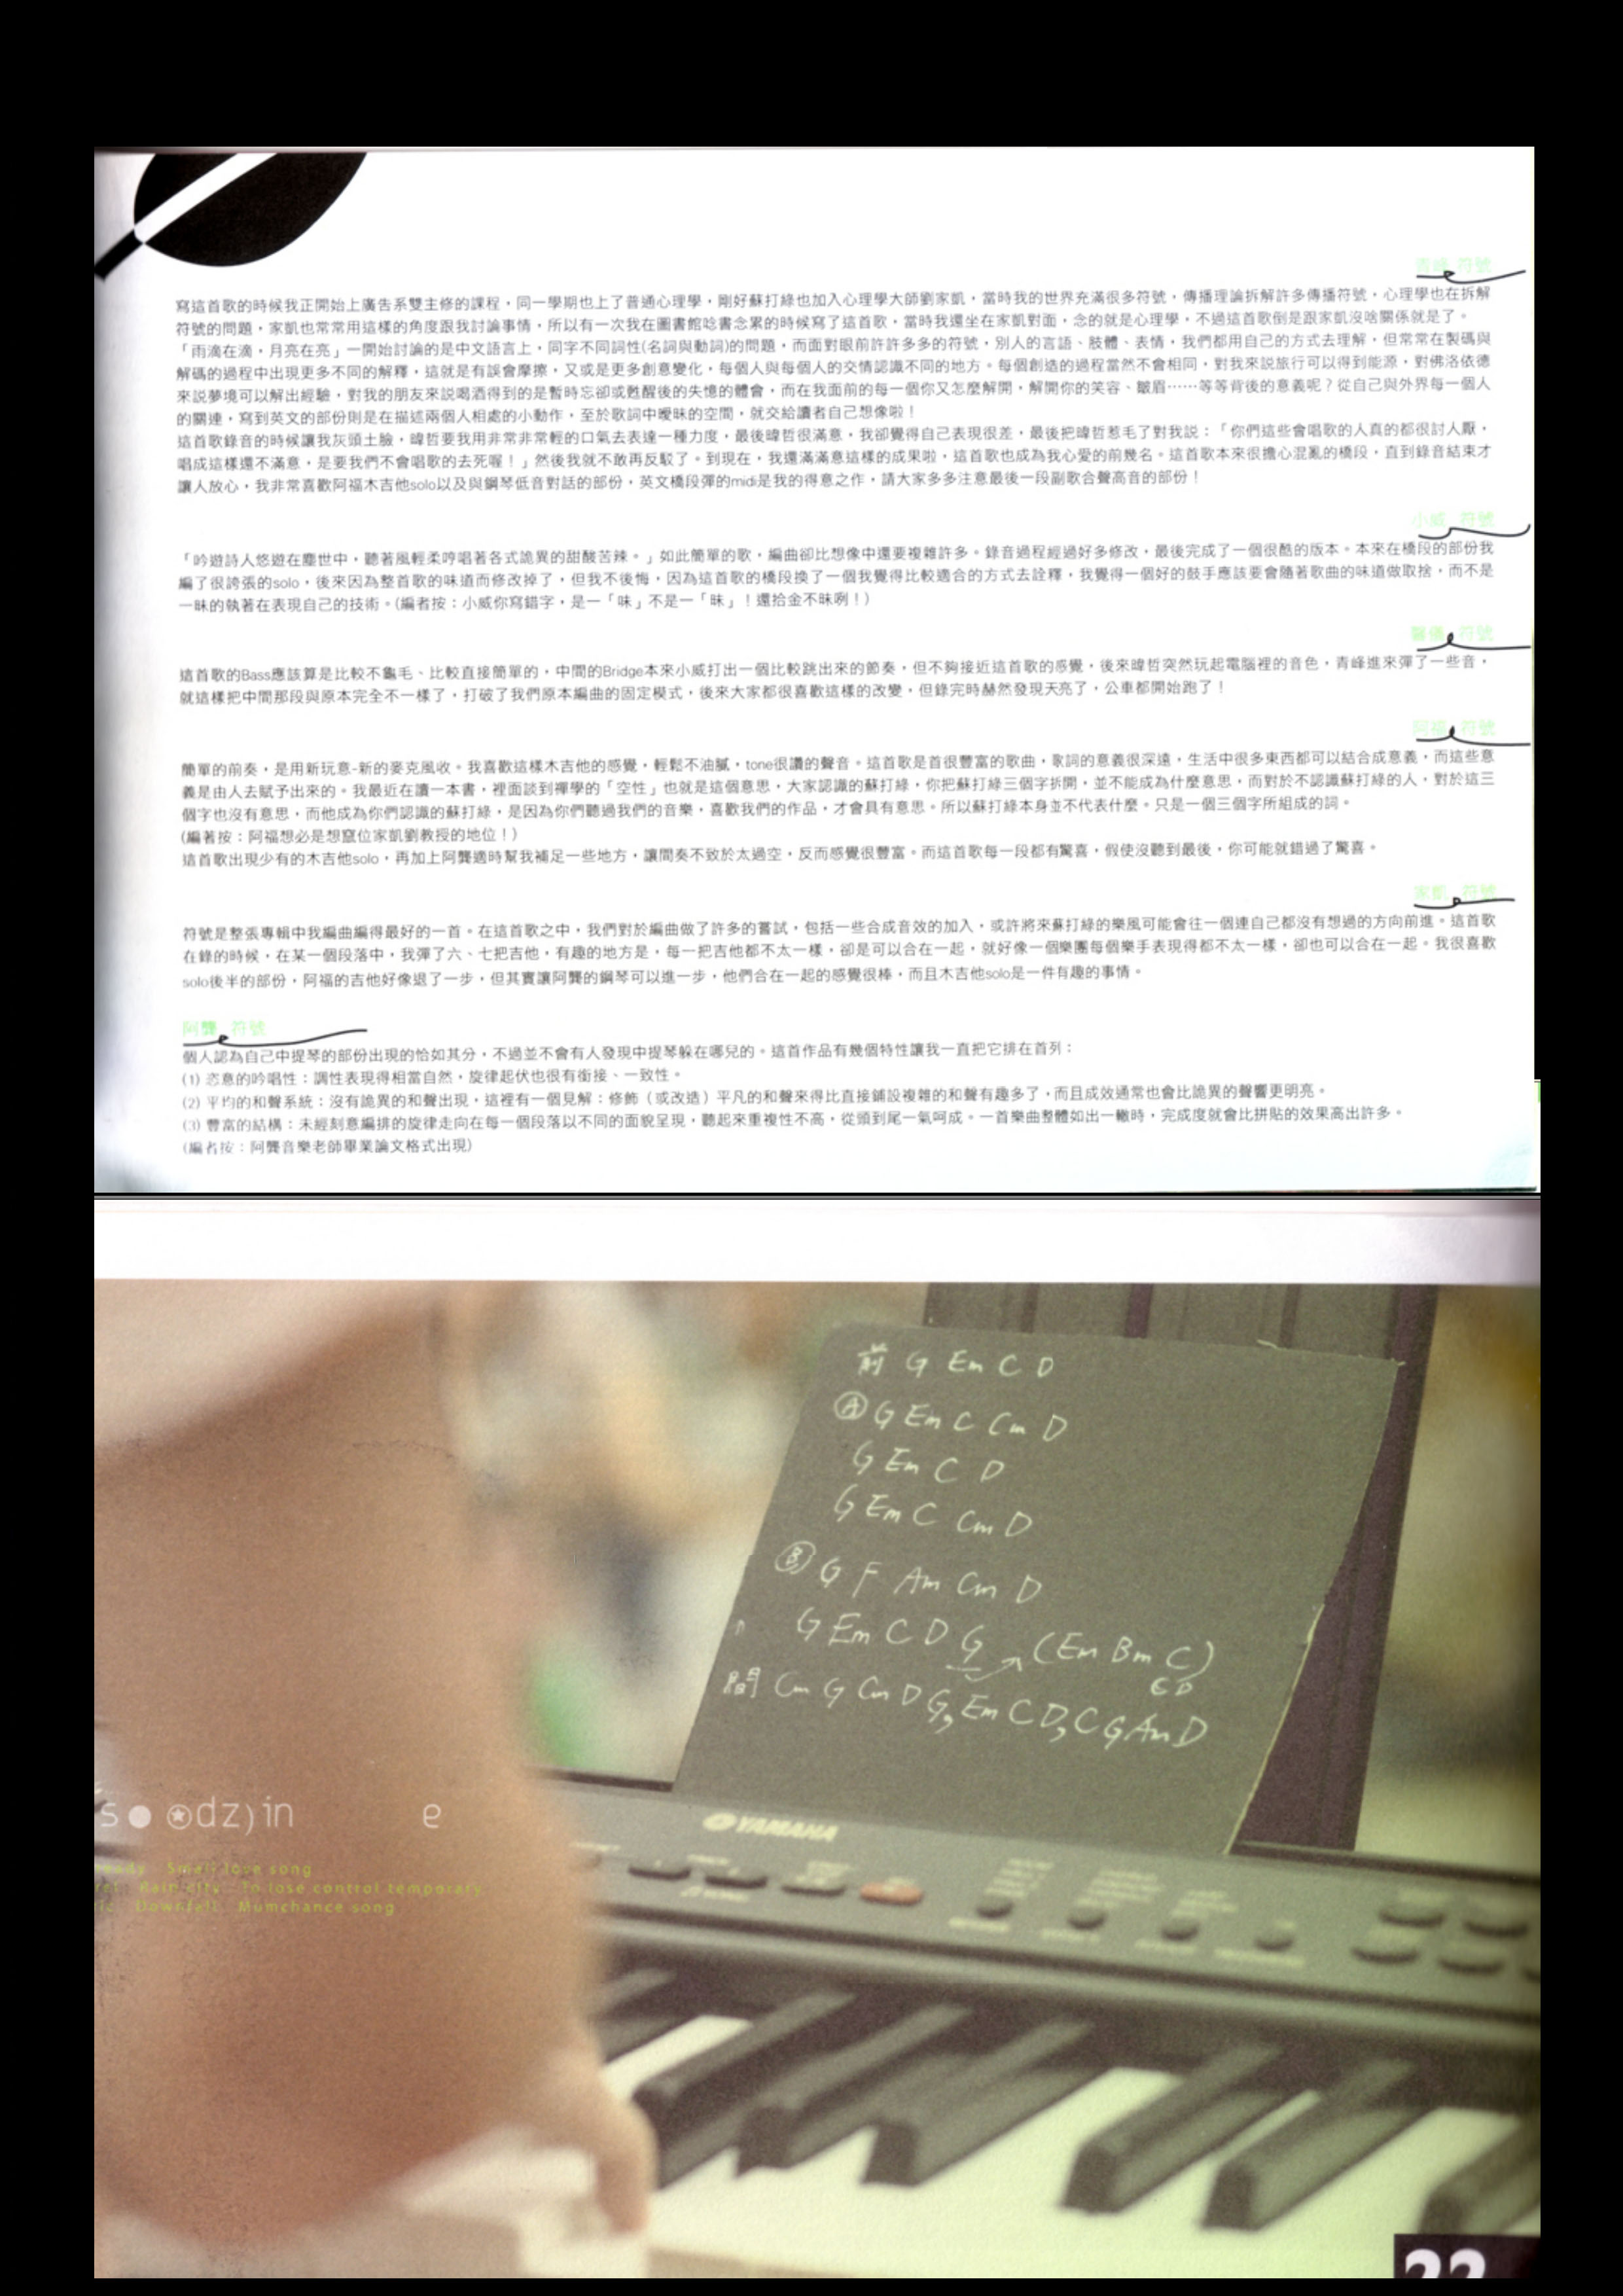 青峰 符號
寫這首歌的時候我正開始上廣告系雙主修的課程，同一學期也上了普通心理學，剛好蘇打綠也加入心理學大師劉家凱，當時我的世界充滿很多符號，傳播理論拆解許多傳播符號，心理學也在拆解
符號的問題，家凱也常常用這樣的角度跟我討論事情，所以有一次我在圖書館唸書念累的時候寫了這首歌，當時我還坐在家凱對面，念的就是心理學，不過這首歌倒是跟家凱沒啥關係就是了。
「雨滴在滴，月亮在亮」一開始討論的是中文語言上，同字不同詞性(名詞與動詞)的問題，而面對眼前許許多多的符號，別人的言語、肢體、表情，我們都用自己的方式去理解，但常常在製碼與
解碼的過程中出現更多不同的解釋，這就是有誤會摩擦，又或是更多創意變化，每個人與每個人的交情認識不同的地方。每個創造的過程當然不會相同，對我來說旅行可以得到能源，對佛洛依德
來說夢境可以解出經驗，對我的朋友來說喝酒得到的是暫時忘卻或甦醒後的失憶的體會，而在我面前的每一個你又怎麼解開，解開你的笑容、皺眉……等等背後的意義呢？從自己與外界每一個人
的關連，寫到英文的部份則是在描述兩個人相處的小動作，至於歌詞中曖昧的空間，就交給讀者自己想像啦！
這首歌錄音的時候讓我灰頭土臉，暐哲要我用非常非常輕的口氣去表達一種力度，最後暐哲很滿意，我卻覺得自己表現很差，最後把暐哲惹毛了對我說：「你們這些會唱歌的人真的都很討人厭，
唱成這樣還不滿意，是要我們不會唱歌的去死喔！」然後我就不敢再反駁了。到現在，我還滿滿意這樣的成果啦，這首歌也成為我心愛的前幾名。這首歌本來很擔心混亂的橋段，直到錄音結束才
讓人放心，我非常喜歡阿福木吉他solo以及與鋼琴低音對話的部份，英文橋段彈的midi是我的得意之作，請大家多多注意最後一段副歌合聲高音的部份！
小威 符號
「吟遊詩人悠遊在塵世中，聽著風輕柔哼唱著各式詭異的甜酸苦辣。」如此簡單的歌，編曲卻比想像中還要複雜許多。錄音過程經過好多修改，最後完成了一個很酷的版本。本來在橋段的部份我
編了很誇張的solo，後來因為整首歌的味道而修改掉了，但我不後悔，因為這首歌的橋段換了一個我覺得比較適合的方式去詮釋，我覺得一個好的鼓手應該要會隨著歌曲的味道做取捨，而不是
一昧的執著在表現自己的技術。(編者按：小威你寫錯字，是一「味」不是一「昧」！還拾金不昧咧！)
馨儀 符號
這首歌的Bass應該算是比較不龜毛、比較直接簡單的，中間的Bridge本來小威打出一個比較跳出來的節奏，但不夠接近這首歌的感覺，後來暐哲突然玩起電腦裡的音色，青峰進來彈了一些音，
就這樣把中間那段與原本完全不一樣了，打破了我們原本編曲的固定模式，後來大家都很喜歡這樣的改變，但錄完時赫然發現天亮了，公車都開始跑了！
阿福 符號
簡單的前奏，是用新玩意-新的麥克風收。我喜歡這樣木吉他的感覺，輕鬆不油膩，tone很讚的聲音。這首歌是首很豐富的歌曲，歌詞的意義很深遠，生活中很多東西都可以結合成意義，而這些意
義是由人去賦予出來的。我最近在讀一本書，裡面談到禪學的「空性」也就是這個意思，大家認識的蘇打綠，你把蘇打綠三個字拆開，並不能成為什麼意思，而對於不認識蘇打綠的人，對於這三
個字也沒有意思，而他成為你們認識的蘇打綠，是因為你們聽過我們的音樂，喜歡我們的作品，才會具有意思。所以蘇打綠本身並不代表什麼。只是一個三個字所組成的詞。
(編著按：阿福想必是想竄位家凱劉教授的地位！)
這首歌出現少有的木吉他solo，再加上阿龔適時幫我補足一些地方，讓間奏不致於太過空，反而感覺很豐富。而這首歌每一段都有驚喜，假使沒聽到最後，你可能就錯過了驚喜。
家凱 符號
符號是整張專輯中我編曲編得最好的一首。在這首歌之中，我們對於編曲做了許多的嘗試，包括一些合成音效的加入，或許將來蘇打綠的樂風可能會往一個連自己都沒有想過的方向前進。這首歌
在錄的時候，在某一個段落中，我彈了六、七把吉他，有趣的地方是，每一把吉他都不太一樣，卻是可以合在一起，就好像一個樂團每個樂手表現得都不太一樣，卻也可以合在一起。我很喜歡
solo後半的部份，阿福的吉他好像退了一步，但其實讓阿龔的鋼琴可以進一步，他們合在一起的感覺很棒，而且木吉他solo是一件有趣的事情。
阿龔 符號
個人認為自己中提琴的部份出現的恰如其分，不過並不會有人發現中提琴躲在哪兒的。這首作品有幾個特性讓我一直把它排在首列：
(1) 恣意的吟唱性：調性表現得相當自然，旋律起伏也很有銜接、一致性。
(2) 平均的和聲系統：沒有詭異的和聲出現，這裡有一個見解：修飾（或改造）平凡的和聲來得比直接鋪設複雜的和聲有趣多了，而且成效通常也會比詭異的聲響更明亮。
(3) 豐富的結構：未經刻意編排的旋律走向在每一個段落以不同的面貌呈現，聽起來重複性不高，從頭到尾一氣呵成。一首樂曲整體如出一轍時，完成度就會比拼貼的效果高出許多。
(編者按：阿龔音樂老師畢業論文格式出現)
前 G Em C D
Ⓐ G Em C Cm D
G Em C D
G Em C Cm D
Ⓑ G F Am Cm D
G Em C D G (Em Bm C)
C D
間 Cm G Cm D G, Em C D, C G Am D
YAMAHA
s● dz)in e
Small love song
Rain city To lose control temporary
Downfall Mumchance song
22